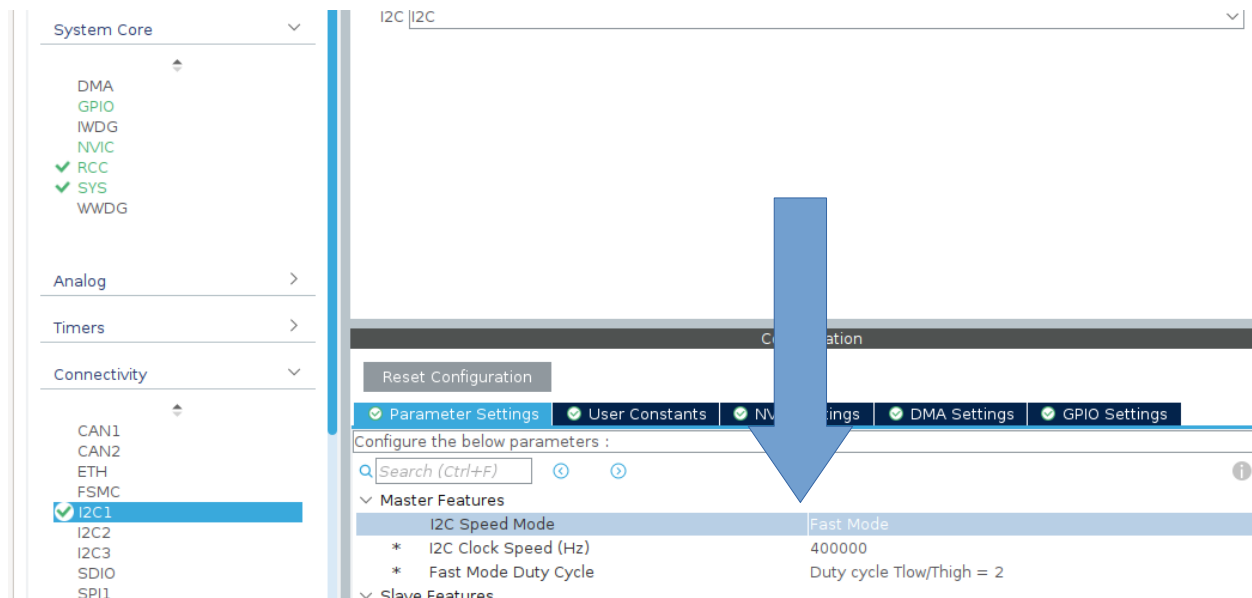 System Core
DMA
GPIO
IWDG
NVIC
RCC
SYS
WWDG
Analog
Timers
Connectivity
CAN1
CAN2
ETH
FSMC
I2C1
I2C2
I2C3
SDIO
SPI1
I2C I2C
Reset Configuration
Parameter Settings User Constants DMA Settings GPIO Settings
Configure the below parameters :
Search (Ctrl+F)
Master Features
I2C Speed Mode Fast Mode
* I2C Clock Speed (Hz) 400000
* Fast Mode Duty Cycle Duty cycle Tlow/Thigh = 2
Slave Features